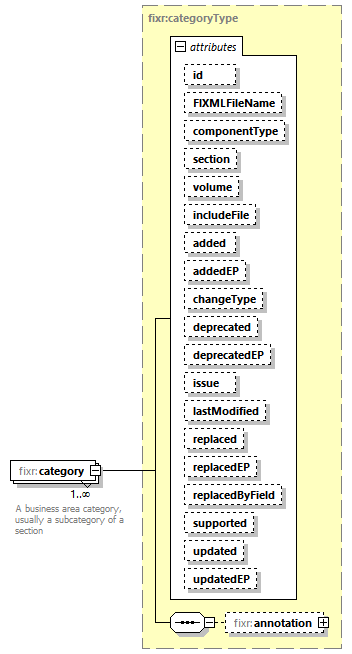 fixr:categoryType
attributes
id
FIXMLFileName
componentType
section
volume
includeFile
added
addedEP
changeType
deprecated
deprecatedEP
issue
lastModified
replaced
replacedEP
replacedByField
supported
updated
updatedEP
fixr:category
1..∞
A business area category,
usually a subcategory of a
section
fixr:annotation